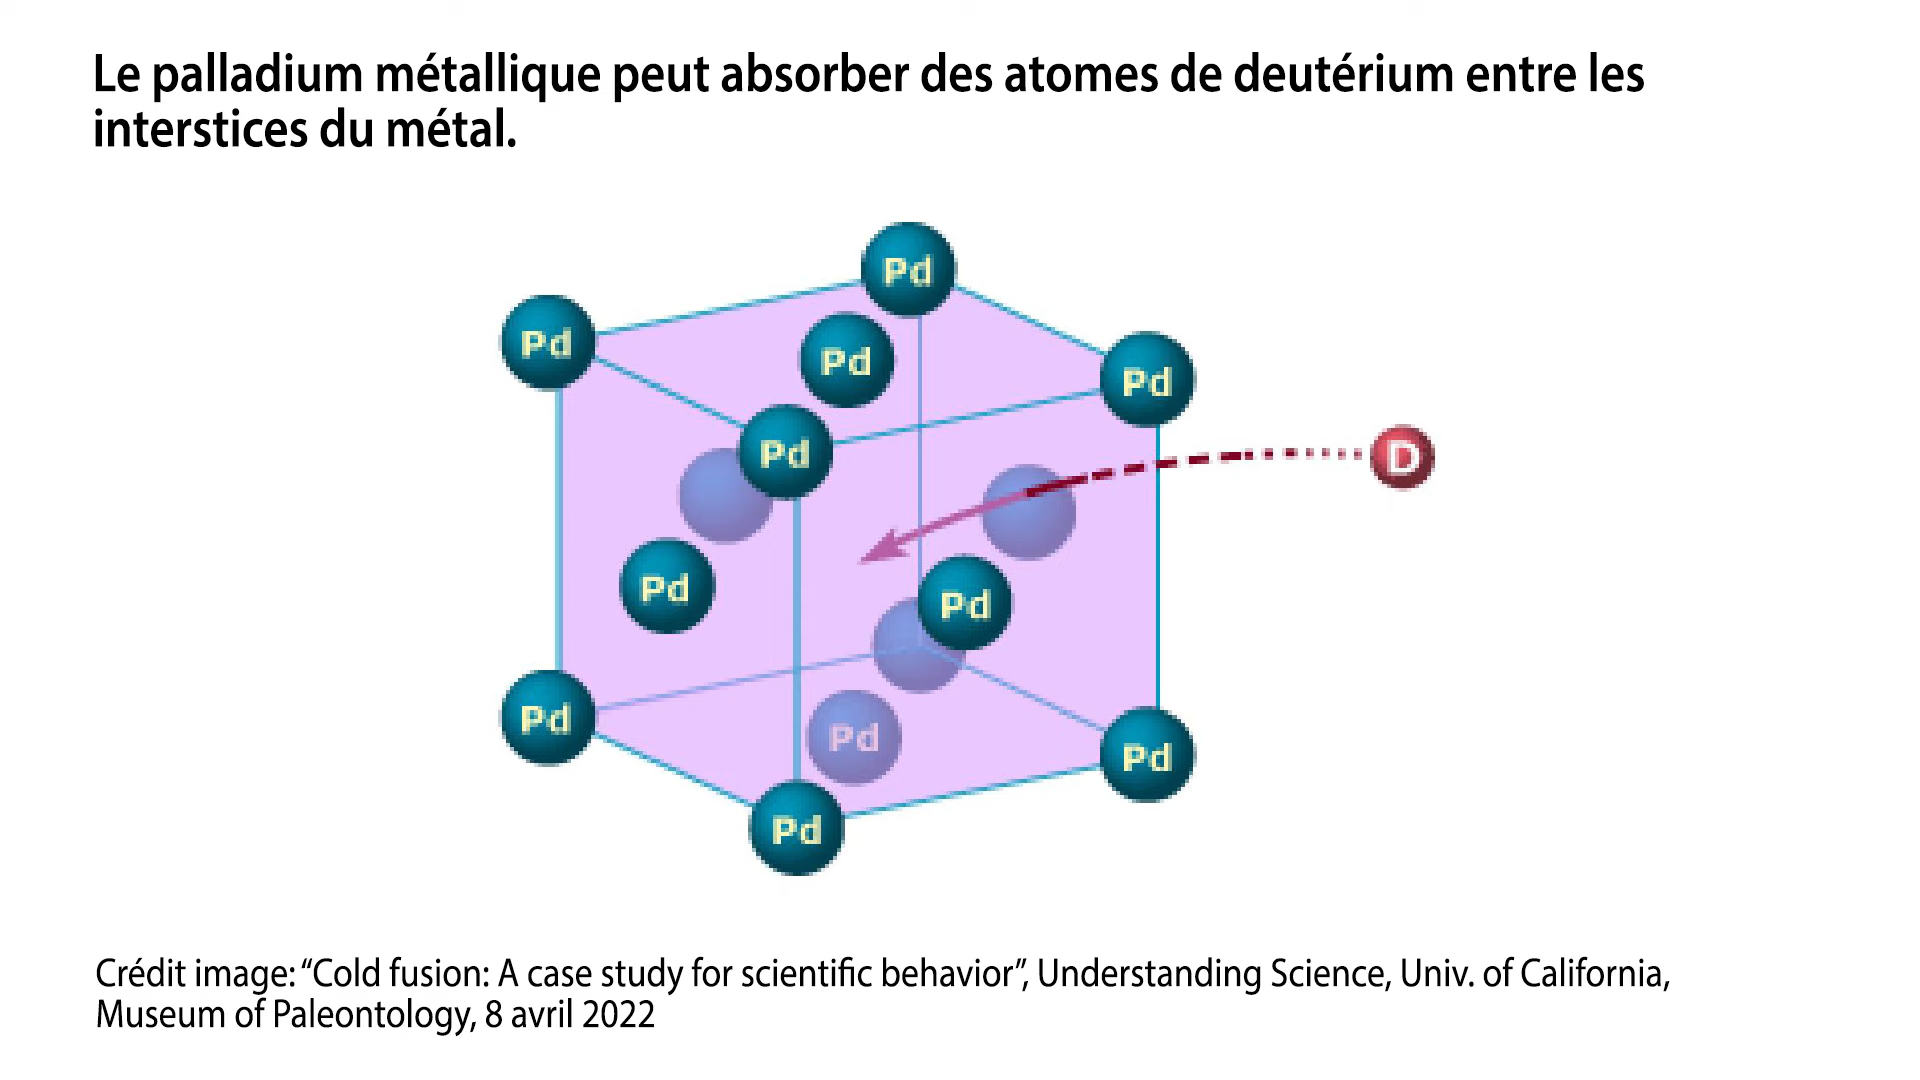 Le palladium métallique peut absorber des atomes de deutérium entre les
interstices du métal.
Pd
Pd
Pd
Pd
Pd
D
Pd
Pd
Pd
Pd
Pd
Pd
Crédit image: “Cold fusion: A case study for scientific behavior”, Understanding Science, Univ. of California,
Museum of Paleontology, 8 avril 2022